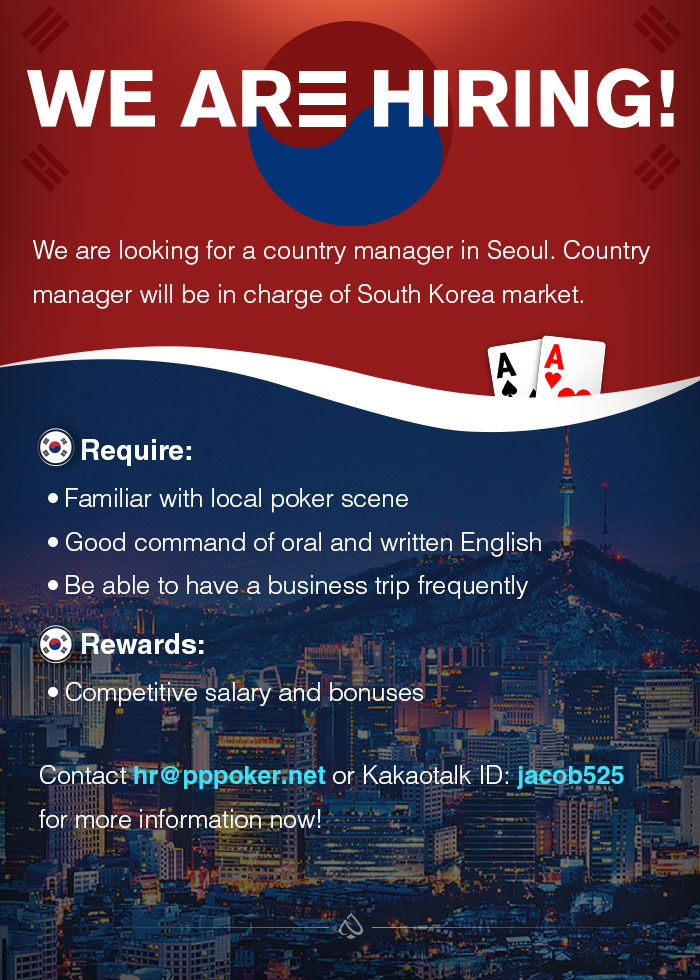 WE ARE HIRING!
We are looking for a country manager in Seoul. Country
manager will be in charge of South Korea market.
A A
Require:
• Familiar with local poker scene
• Good command of oral and written English
• Be able to have a business trip frequently
Rewards:
• Competitive salary and bonuses
Contact hr@pppoker.net or Kakaotalk ID: jacob525
for more information now!